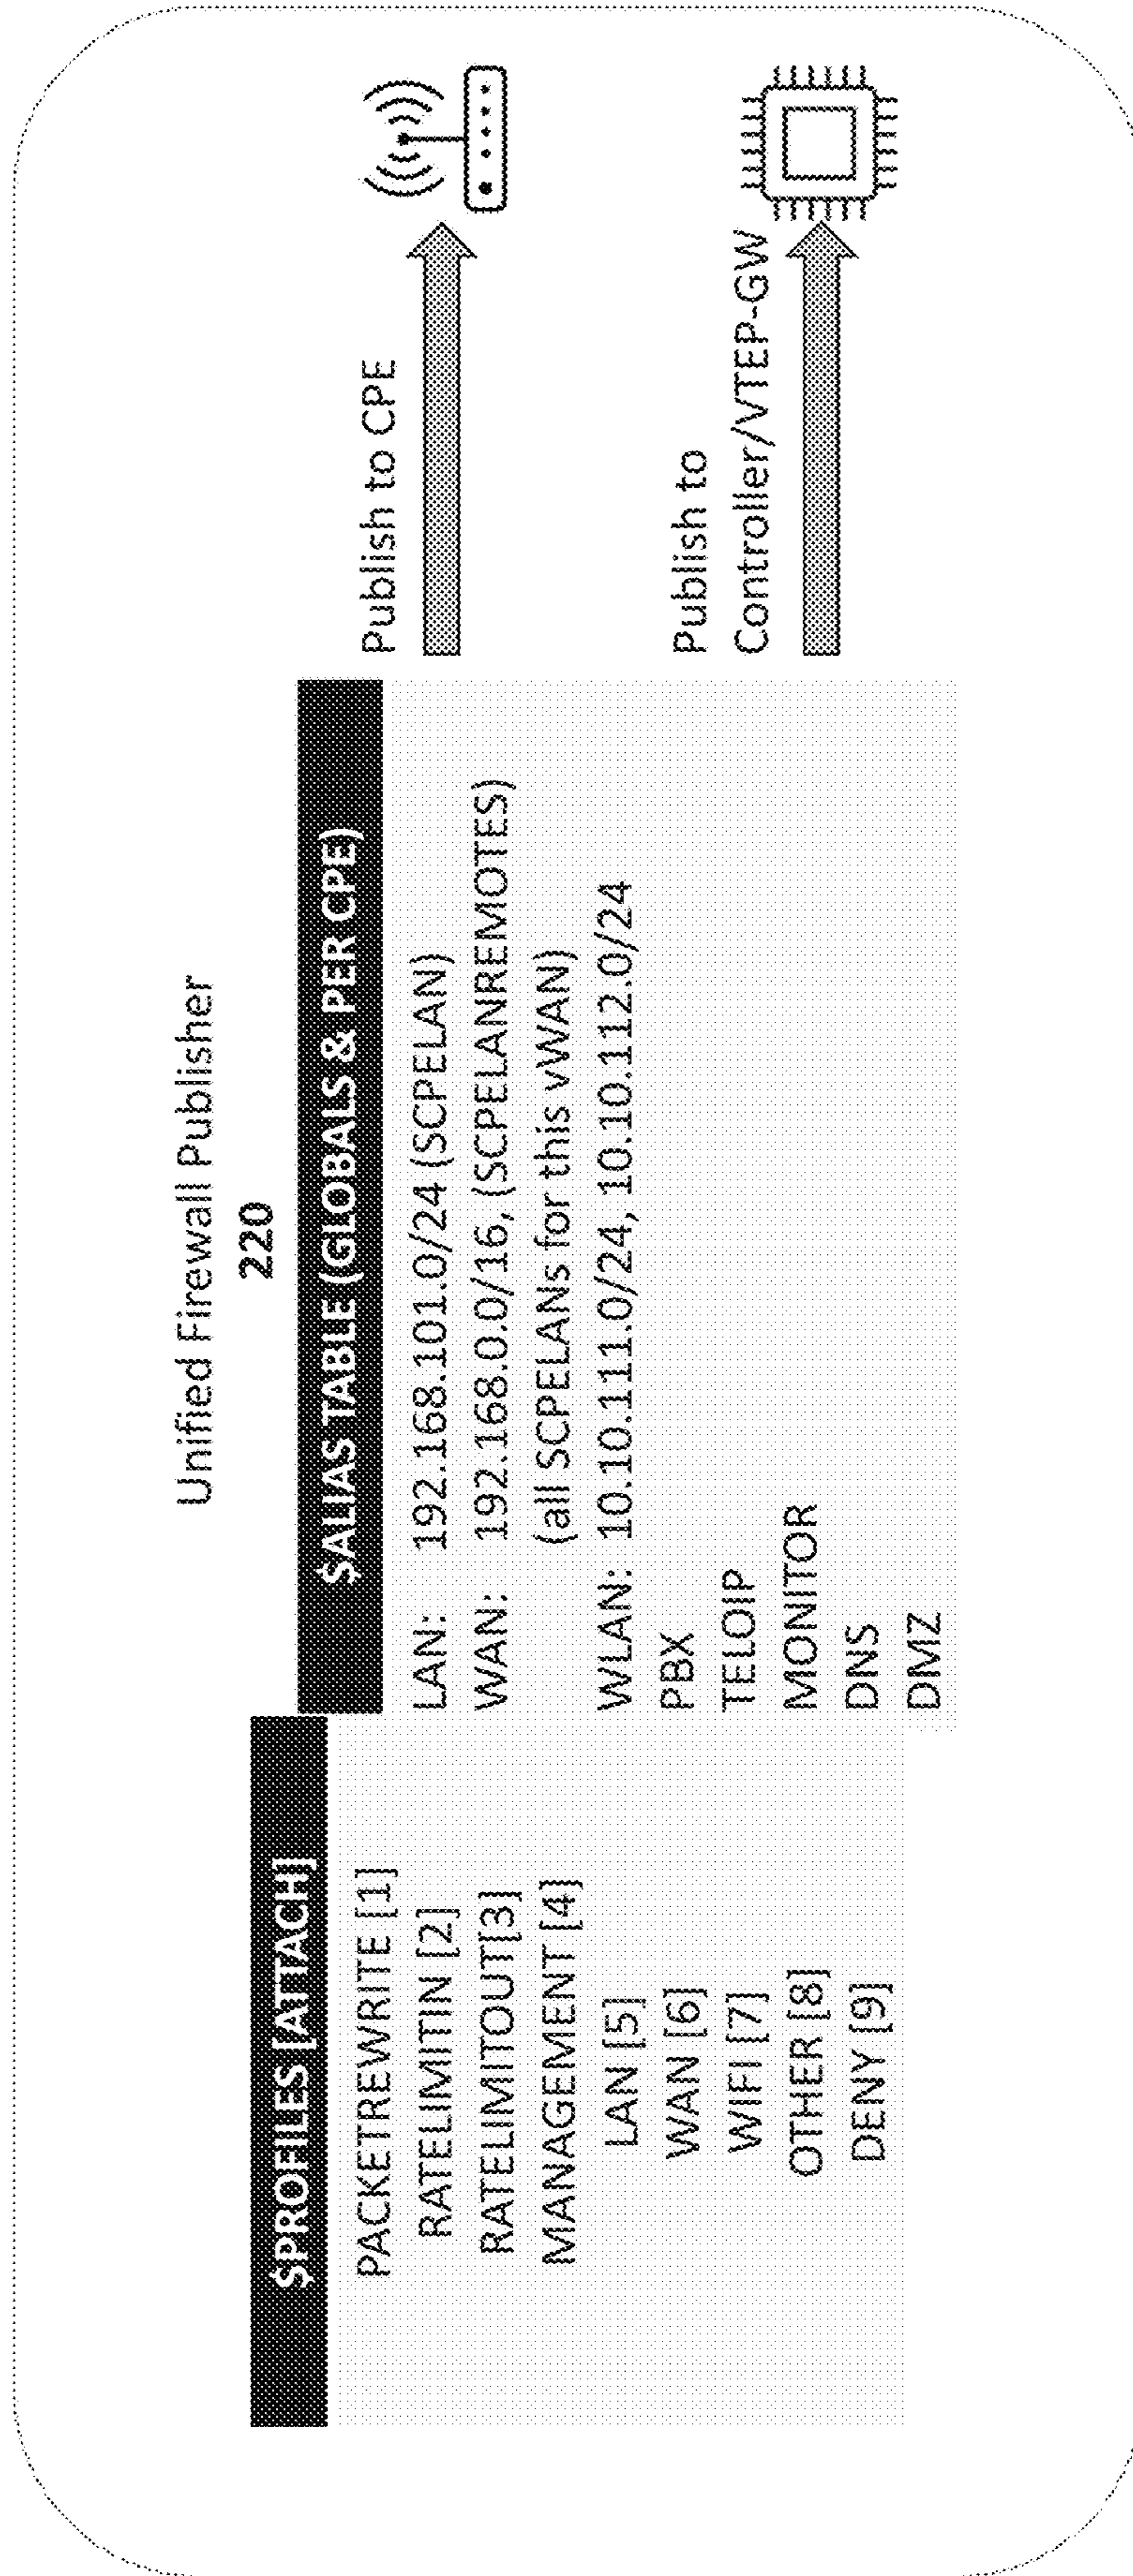 Unified Firewall Publisher
220
$PROFILES [ATTACH]
PACKETREWRITE [1]
RATELIMITIN [2]
RATELIMITOUT[3]
MANAGEMENT [4]
LAN [5]
WAN [6]
WIFI [7]
OTHER [8]
DENY [9]
$ALIAS TABLE (GLOBALS & PER CPE)
LAN: 192.168.101.0/24 (SCPELAN)
WAN: 192.168.0.0/16, (SCPELANREMOTES)
(all SCPELANs for this vWAN)
WLAN: 10.10.111.0/24, 10.10.112.0/24
PBX
TELOIP
MONITOR
DNS
DMZ
Publish to CPE
Publish to
Controller/VTEP-GW